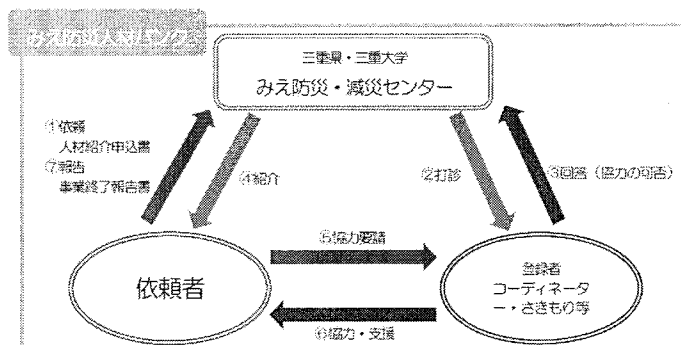 みえ防災人材バンク
三重県・三重大学
みえ防災・減災センター
①依頼
人材紹介申込書
⑦報告
事業終了報告書
④紹介
②打診
③回答（協力の可否）
⑤協力要請
依頼者
登録者
コーディネータ
ー・さきもり等
⑥協力・支援